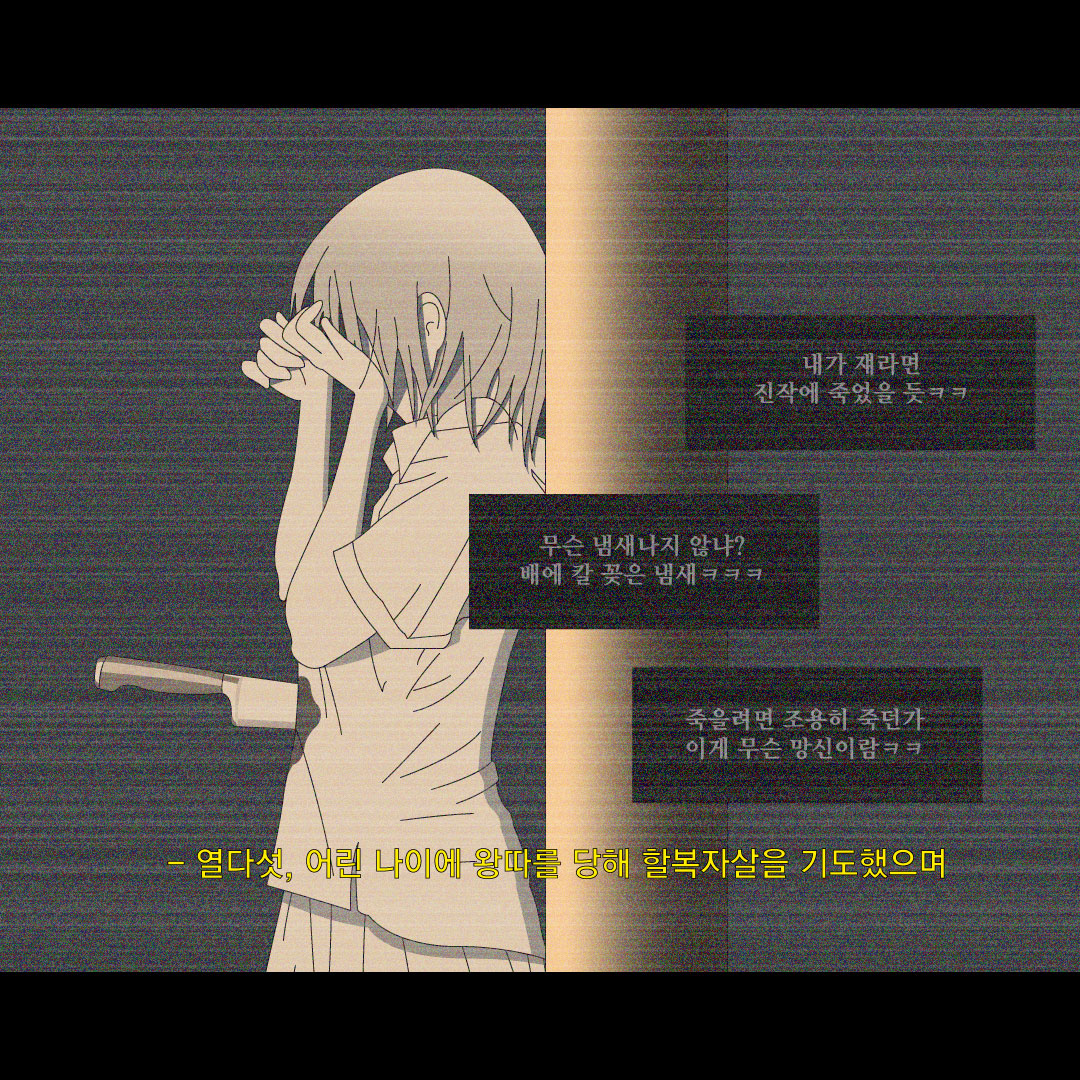 내가 재라면
진작에 죽었을 듯ㅋㅋ
무슨 냄새나지 않냐?
배에 칼 꽂은 냄새ㅋㅋㅋ
죽을려면 조용히 죽던가
이게 무슨 망신이람ㅋㅋ
- 열다섯, 어린 나이에 왕따를 당해 할복자살을 기도했으며